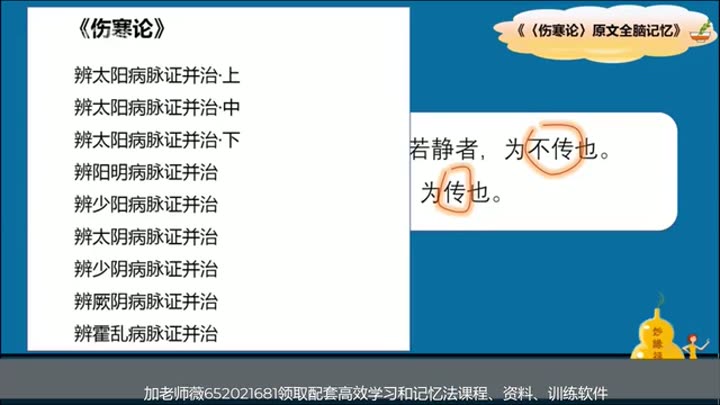 《伤寒论》
《〈伤寒论〉原文全脑记忆》
辨太阳病脉证并治·上
辨太阳病脉证并治·中
辨太阳病脉证并治·下
辨阳明病脉证并治
辨少阳病脉证并治
辨太阴病脉证并治
辨少阴病脉证并治
辨厥阴病脉证并治
辨霍乱病脉证并治
若静者，为不传也。
为传也。
加老师薇652021681领取配套高效学习和记忆法课程、资料、训练软件